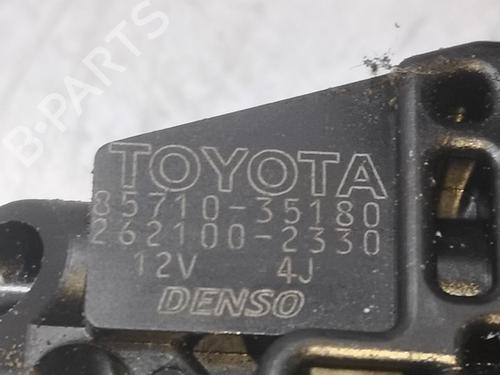 B-PARTS
TOYOTA
85710-35180
262100-2330
12V 4J
DENSO